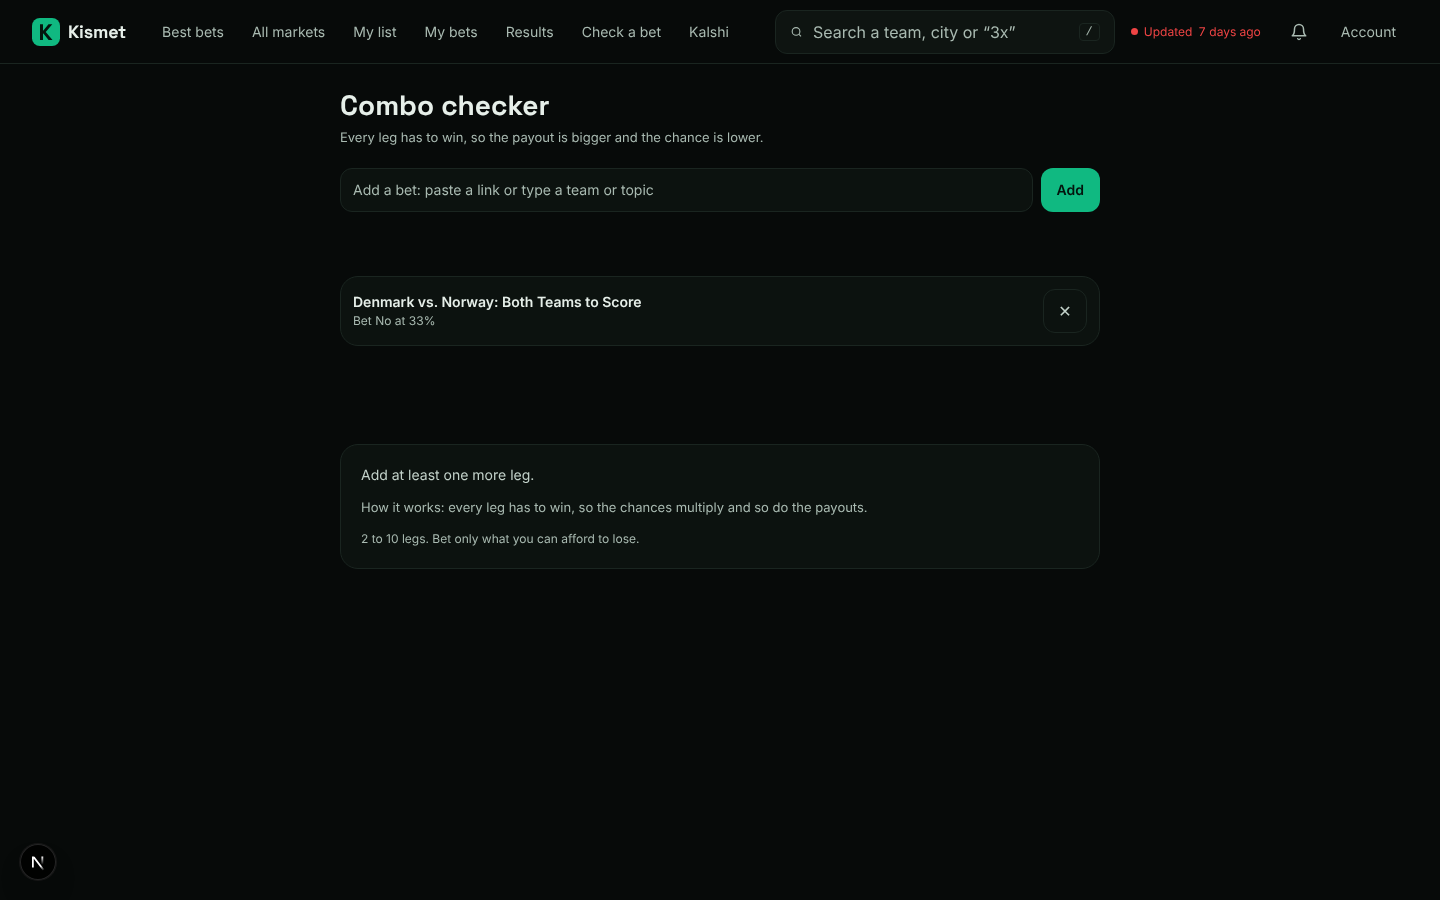 K Kismet Best bets All markets My list My bets Results Check a bet Kalshi Search a team, city or “3x” / Updated 7 days ago Account
Combo checker
Every leg has to win, so the payout is bigger and the chance is lower.
Add a bet: paste a link or type a team or topic Add
Denmark vs. Norway: Both Teams to Score
Bet No at 33%
Add at least one more leg.
How it works: every leg has to win, so the chances multiply and so do the payouts.
2 to 10 legs. Bet only what you can afford to lose.
N